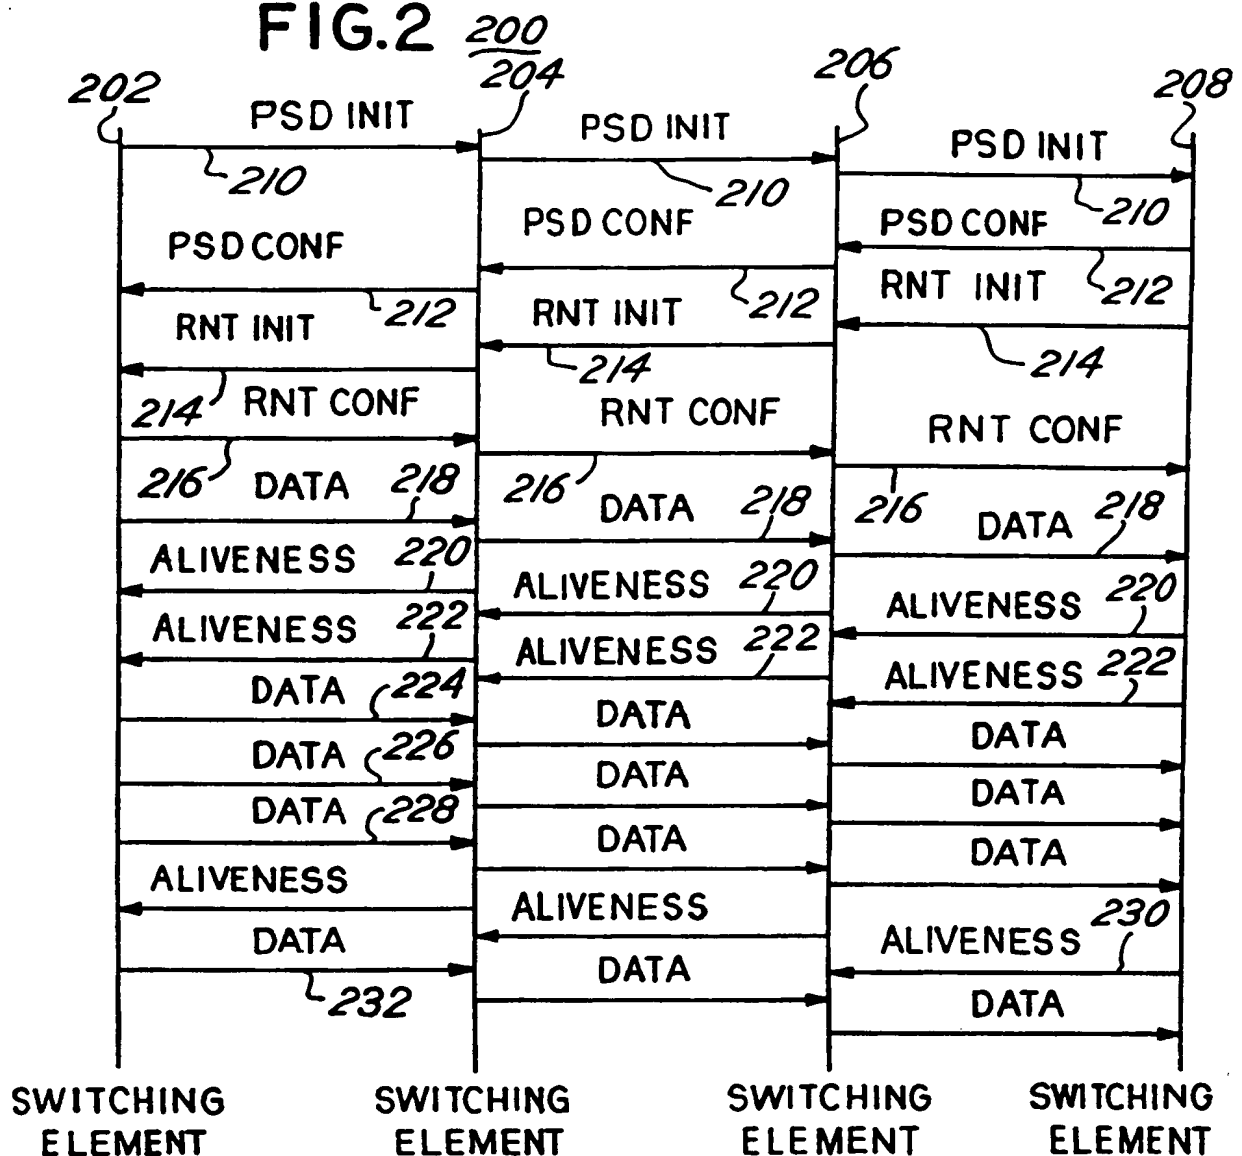 FIG.2 200
202 204 206 208
PSD INIT PSD INIT PSD INIT
210 210 210
PSD CONF PSD CONF PSD CONF
212 212 212
RNT INIT RNT INIT RNT INIT
214 214 214
RNT CONF RNT CONF RNT CONF
216 216 216
DATA 218 DATA 218 DATA 218
ALIVENESS 220 ALIVENESS 220 ALIVENESS 220
ALIVENESS 222 ALIVENESS 222 ALIVENESS 222
DATA 224 DATA DATA
DATA 226 DATA DATA
DATA 228 DATA DATA
ALIVENESS ALIVENESS ALIVENESS 230
DATA DATA DATA
232
SWITCHING SWITCHING SWITCHING SWITCHING
ELEMENT ELEMENT ELEMENT ELEMENT